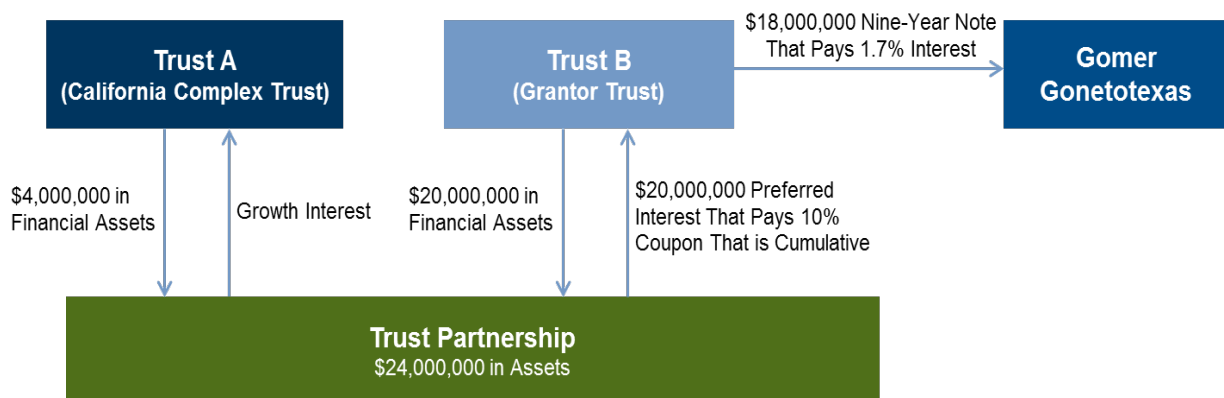 Trust A
(California Complex Trust)
Trust B
(Grantor Trust)
$18,000,000 Nine-Year Note
That Pays 1.7% Interest
Gomer
Gonetotexas
$4,000,000 in
Financial Assets
Growth Interest
$20,000,000 in
Financial Assets
$20,000,000 Preferred
Interest That Pays 10%
Coupon That is Cumulative
Trust Partnership
$24,000,000 in Assets